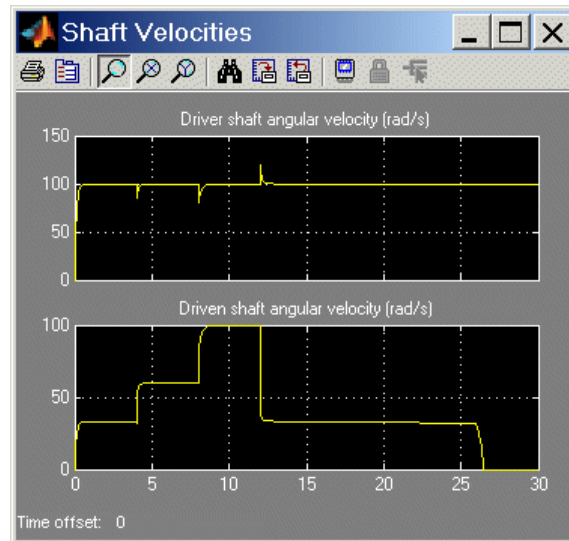 Shaft Velocities
Driver shaft angular velocity (rad/s)
150
100
50
0
Driven shaft angular velocity (rad/s)
100
50
0
0 5 10 15 20 25 30
Time offset: 0